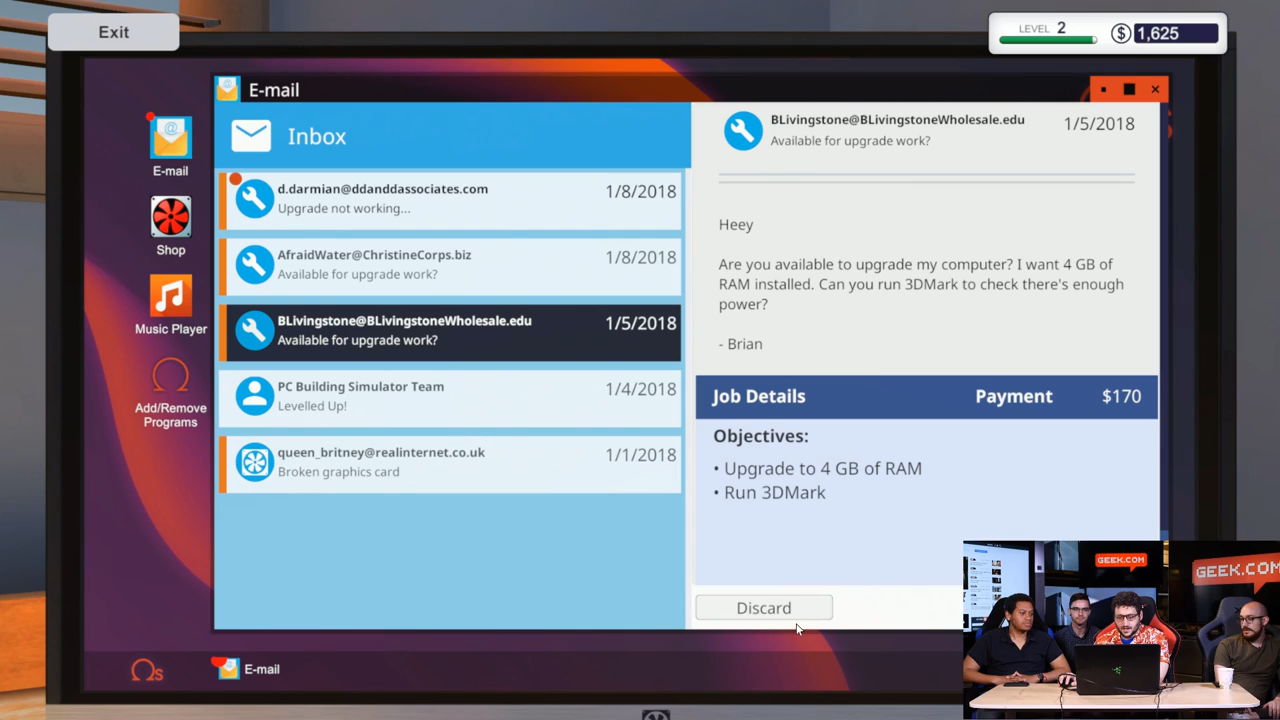 Exit
LEVEL 2
$ 1,625
E-mail
Inbox
d.darmian@ddanddassociates.com
1/8/2018
Upgrade not working...
AfraidWater@ChristineCorps.biz
1/8/2018
Available for upgrade work?
BLivingstone@BLivingstoneWholesale.edu
1/5/2018
Available for upgrade work?
PC Building Simulator Team
1/4/2018
Levelled Up!
queen_britney@realinternet.co.uk
1/1/2018
Broken graphics card
BLivingstone@BLivingstoneWholesale.edu
1/5/2018
Available for upgrade work?
Heey
Are you available to upgrade my computer? I want 4 GB of
RAM installed. Can you run 3DMark to check there's enough
power?
- Brian
Job Details
Payment
$170
Objectives:
• Upgrade to 4 GB of RAM
• Run 3DMark
Discard
E-mail
Shop
Music Player
Add/Remove
Programs
Ωs
E-mail
GEEK.COM
GEEK.COM